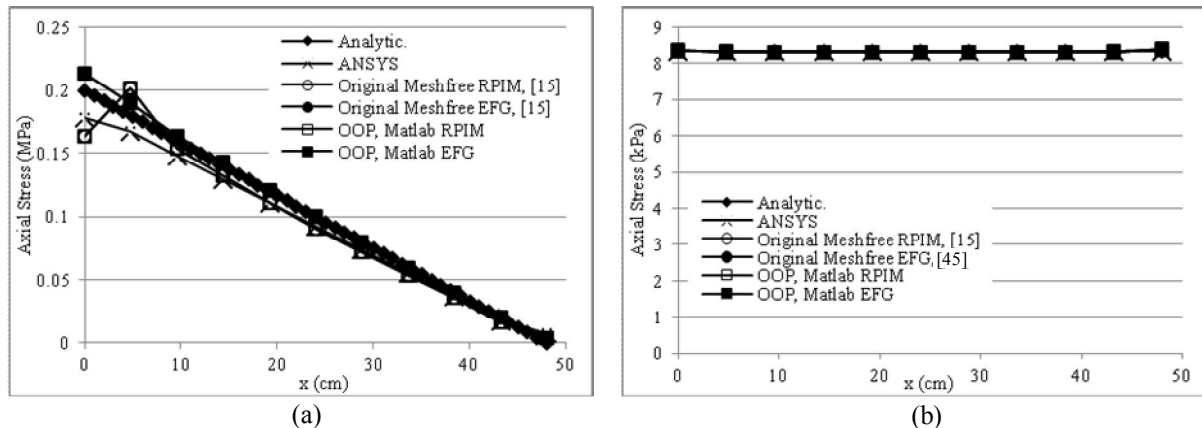 Axial Stress (MPa)
0.25
0.2
0.15
0.1
0.05
0
0 10 20 30 40 50
x (cm)
Analytic.
ANSYS
Original Meshfree RPIM, [15]
Original Meshfree EFG, [15]
OOP, Matlab RPIM
OOP, Matlab EFG
(a)
Axial Stress (kPa)
9
8
7
6
5
4
3
2
1
0
0 10 20 30 40 50
x (cm)
Analytic.
ANSYS
Original Meshfree RPIM, [15]
Original Meshfree EFG, [45]
OOP, Matlab RPIM
OOP, Matlab EFG
(b)